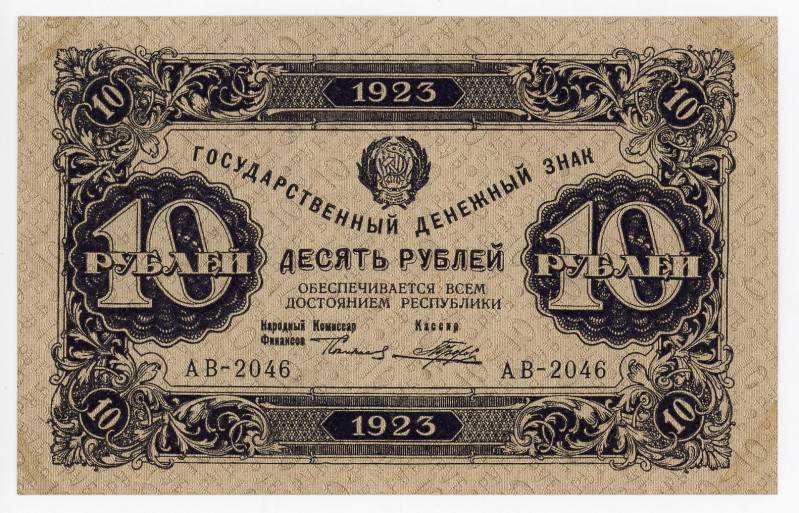 10 1923 10
ГОСУДАРСТВЕННЫЙ ДЕНЕЖНЫЙ ЗНАК
10 РУБЛЕЙ
10 РУБЛЕЙ
ДЕСЯТЬ РУБЛЕЙ
ОБЕСПЕЧИВАЕТСЯ ВСЕМ
ДОСТОЯНИЕМ РЕСПУБЛИКИ
Народный Комиссар
Финансов
Кассир
АВ-2046 АВ-2046
10 1923 10